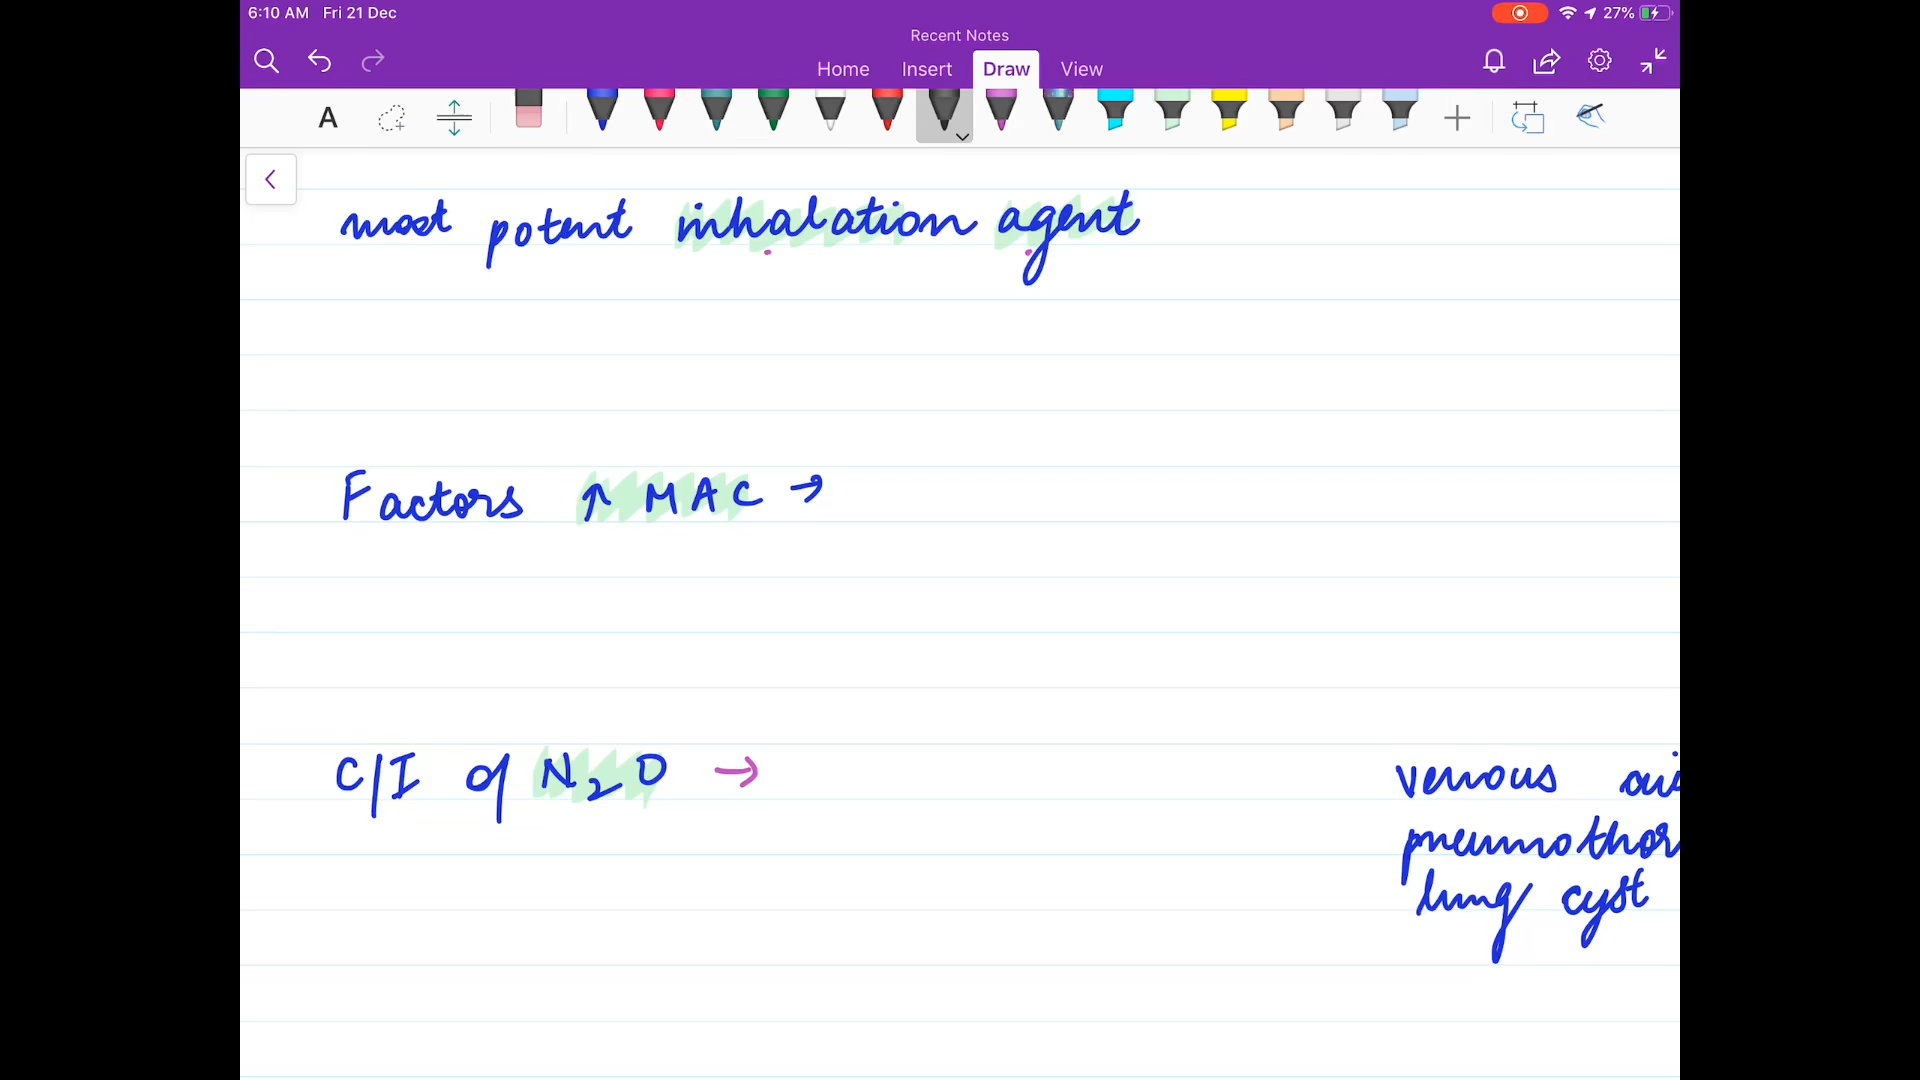 6:10 AM Fri 21 Dec
27%
Recent Notes
Home Insert Draw View
A
most potent inhalation agent
Factors ↑ MAC →
C/I of N₂O → venous
pneumothor
lung cyst